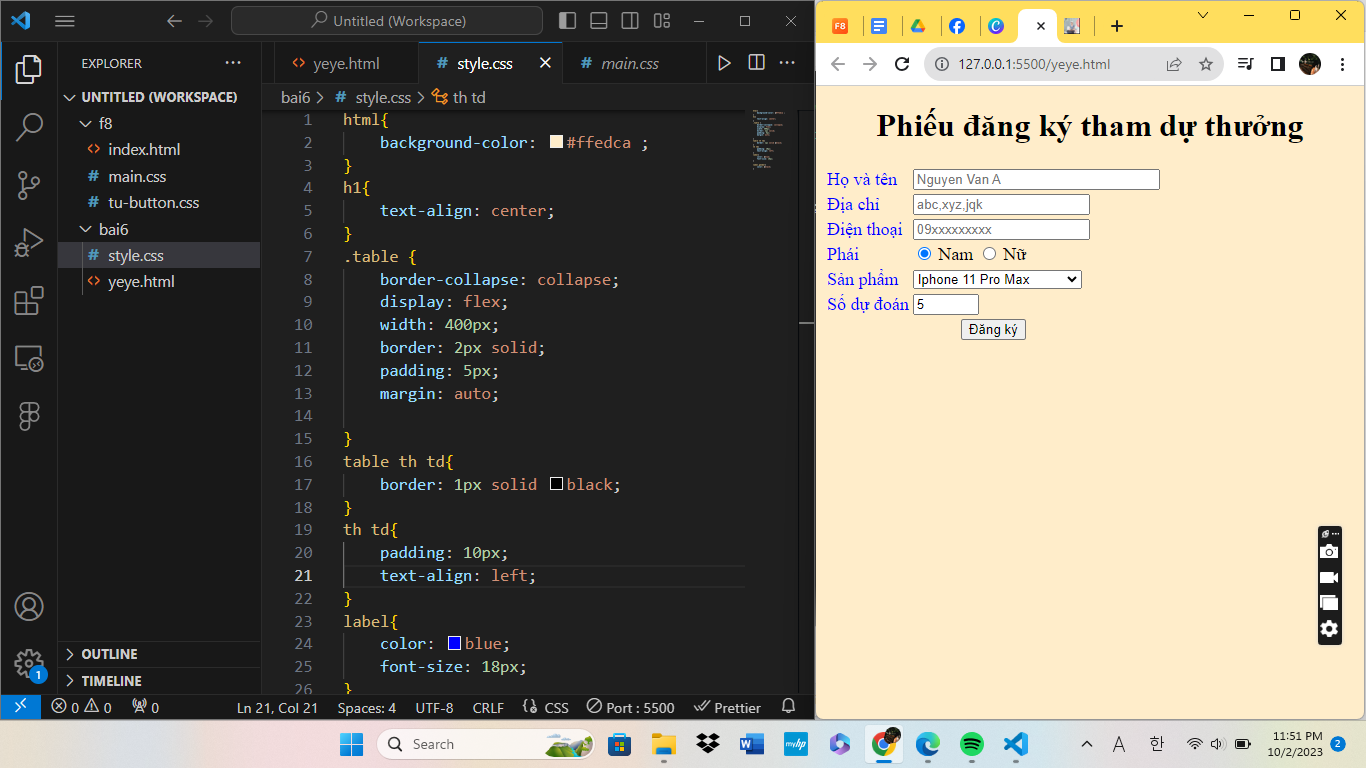 Untitled (Workspace)
EXPLORER
UNTITLED (WORKSPACE)
f8
index.html
main.css
tu-button.css
bai6
style.css
yeye.html
OUTLINE
TIMELINE
1
yeye.html
style.css
main.css
bai6 > style.css > th td
1 html{
2 background-color: #ffedca ;
3 }
4 h1{
5 text-align: center;
6 }
7 .table {
8 border-collapse: collapse;
9 display: flex;
10 width: 400px;
11 border: 2px solid;
12 padding: 5px;
13 margin: auto;
14
15 }
16 table th td{
17 border: 1px solid black;
18 }
19 th td{
20 padding: 10px;
21 text-align: left;
22 }
23 label{
24 color: blue;
25 font-size: 18px;
26 }
0 0 0 Ln 21, Col 21 Spaces: 4 UTF-8 CRLF {} CSS Port : 5500 Prettier
F8
127.0.0.1:5500/yeye.html
Phiếu đăng ký tham dự thưởng
Họ và tên Nguyen Van A
Địa chỉ abc,xyz,jqk
Điện thoại 09xxxxxxxxx
Phái Nam Nữ
Sản phẩm Iphone 11 Pro Max
Số dự đoán 5
Đăng ký
Search
myhp
A 한
11:51 PM
10/2/2023
2